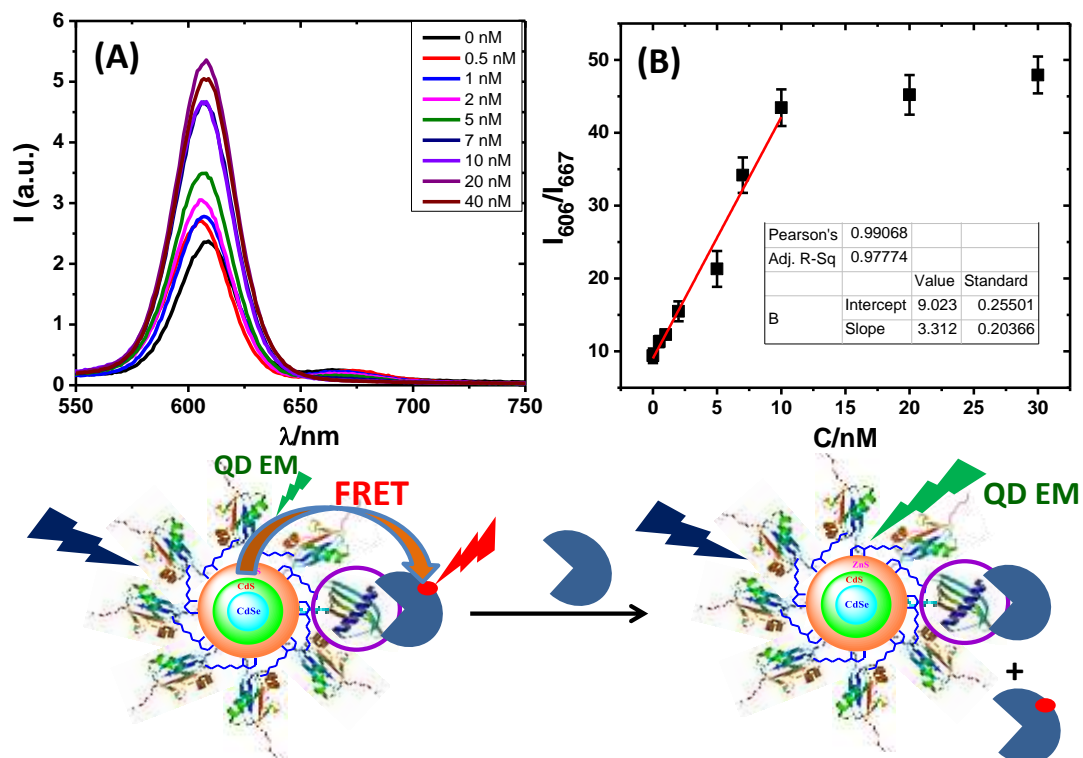 (A)
I (a.u.)
6
5
4
3
2
1
0
550 600 650 700 750
λ/nm
0 nM
0.5 nM
1 nM
2 nM
5 nM
7 nM
10 nM
20 nM
40 nM
(B)
I606/I667
50
40
30
20
10
0 5 10 15 20 25 30
C/nM
Pearson's 0.99068
Adj. R-Sq 0.97774
Value Standard
B
Intercept 9.023 0.25501
Slope 3.312 0.20366
QD EM
FRET
S
CdS
CdSe
QD EM
ZnS
CdS
CdSe
+